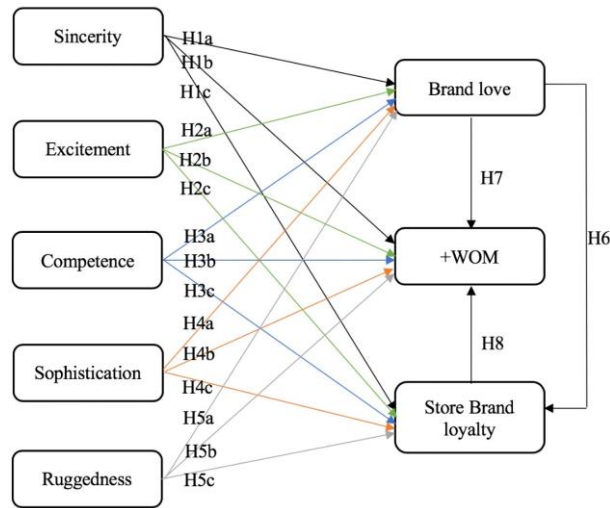 Sincerity
Excitement
Competence
Sophistication
Ruggedness
H1a
H1b
H1c
H2a
H2b
H2c
H3a
H3b
H3c
H4a
H4b
H4c
H5a
H5b
H5c
Brand love
H7
+WOM
H8
Store Brand
loyalty
H6